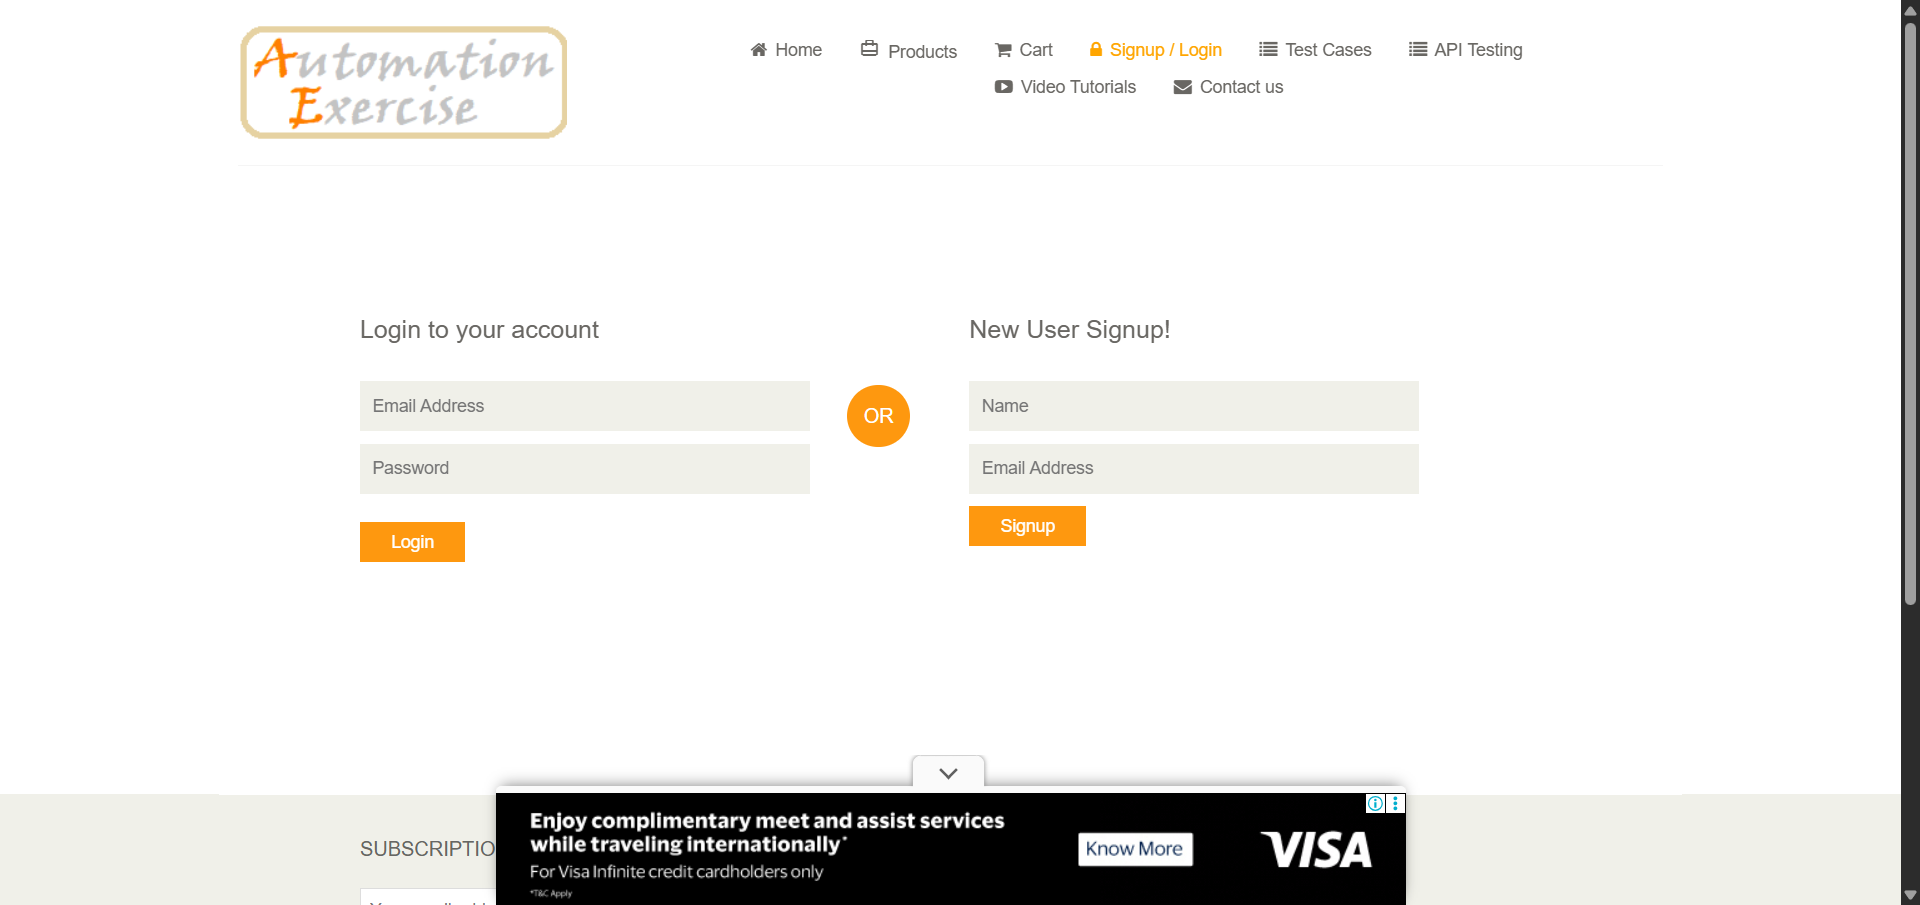 Automation
Exercise
Home
Products
Cart
Signup / Login
Test Cases
API Testing
Video Tutorials
Contact us
Login to your account
Email Address
Password
Login
OR
New User Signup!
Name
Email Address
Signup
SUBSCRIPTIO
Enjoy complimentary meet and assist services
while traveling internationally*
For Visa Infinite credit cardholders only
*T&C Apply
Know More
VISA